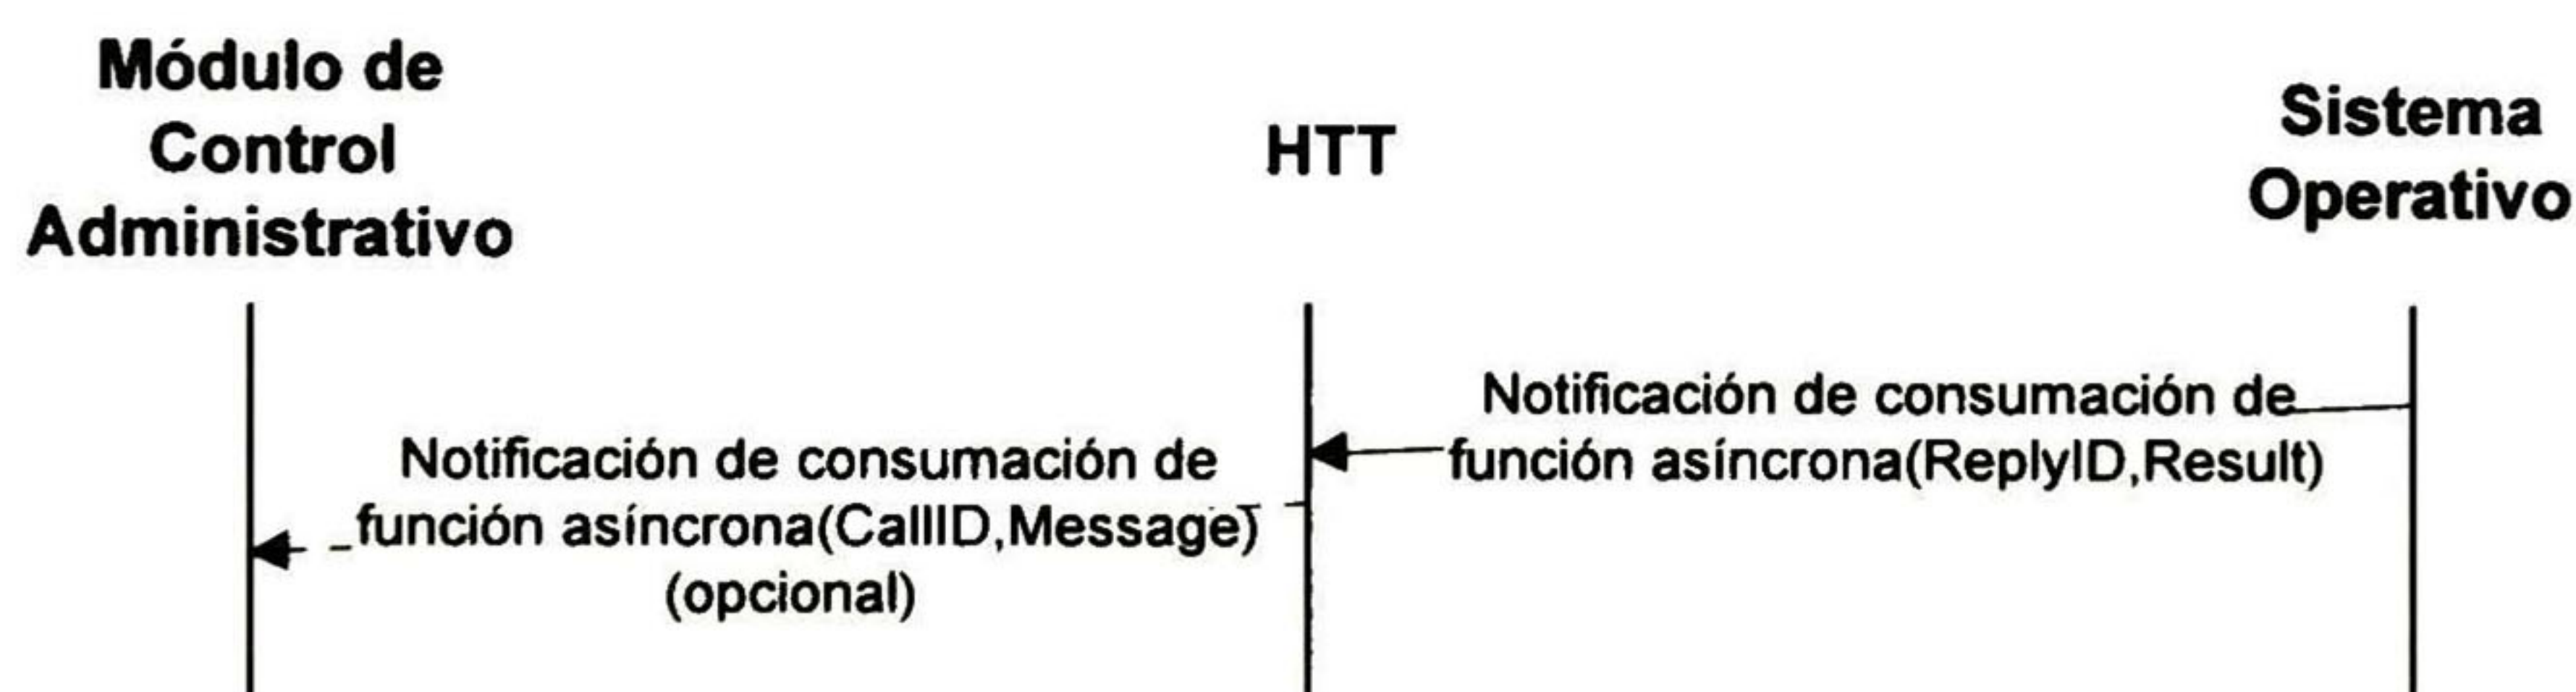 Módulo de
Control
Administrativo
HTT
Sistema
Operativo
Notificación de consumación de
función asíncrona(ReplyID,Result)
Notificación de consumación de
función asíncrona(CallID,Message)
(opcional)